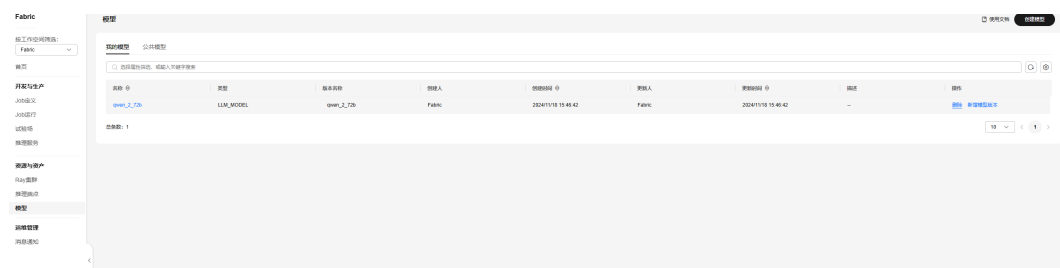 Fabric
模型
使用文档
创建模型
按工作空间筛选:
Fabric
我的模型
公共模型
选择属性筛选，或输入关键字搜索
首页
开发与生产
名称
类型
版本名称
创建人
创建时间
更新人
更新时间
描述
操作
Job定义
qwen_2_72b
LLM_MODEL
qwen_2_72b
Fabric
2024/11/18 15:46:42
Fabric
2024/11/18 15:46:42
--
删除
新增模型版本
Job运行
试验场
总条数: 1
10
1
推理服务
资源与资产
Ray集群
推理端点
模型
运维管理
消息通知